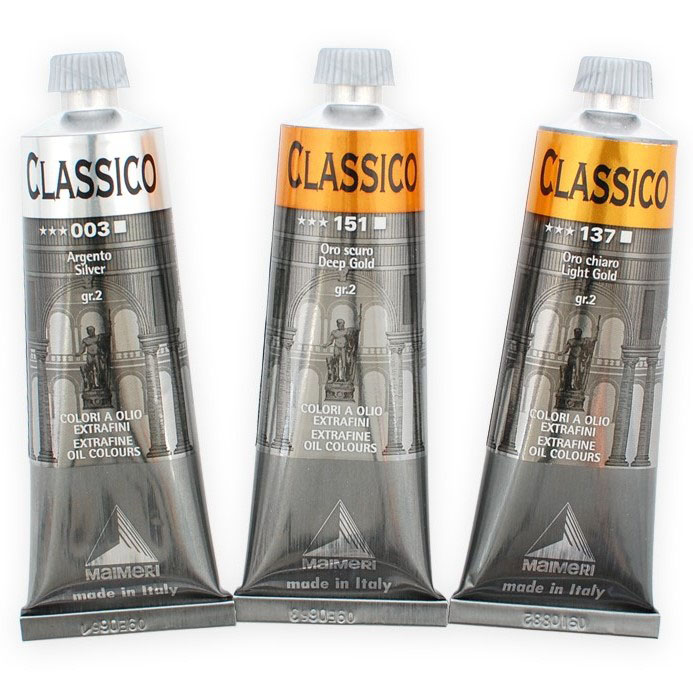 CLASSICO
★★★ 003
Argento
Silver
gr.2
COLORI A OLIO
EXTRAFINI
EXTRAFINE
OIL COLOURS
MAIMERI
made in Italy
CLASSICO
★★★ 151
Oro scuro
Deep Gold
gr.2
COLORI A OLIO
EXTRAFINI
EXTRAFINE
OIL COLOURS
MAIMERI
made in Italy
CLASSICO
★★★ 137
Oro chiaro
Light Gold
gr.2
COLORI A OLIO
EXTRAFINI
EXTRAFINE
OIL COLOURS
MAIMERI
made in Italy